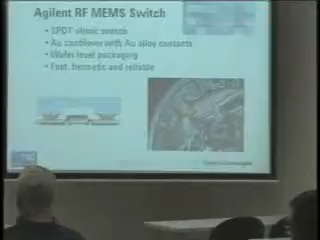 Agilent RF MEMS Switch
• SPDT ohmic switch
• Au cantilever with Au alloy contacts
• Wafer level packaging
• Fast, hermetic and reliable